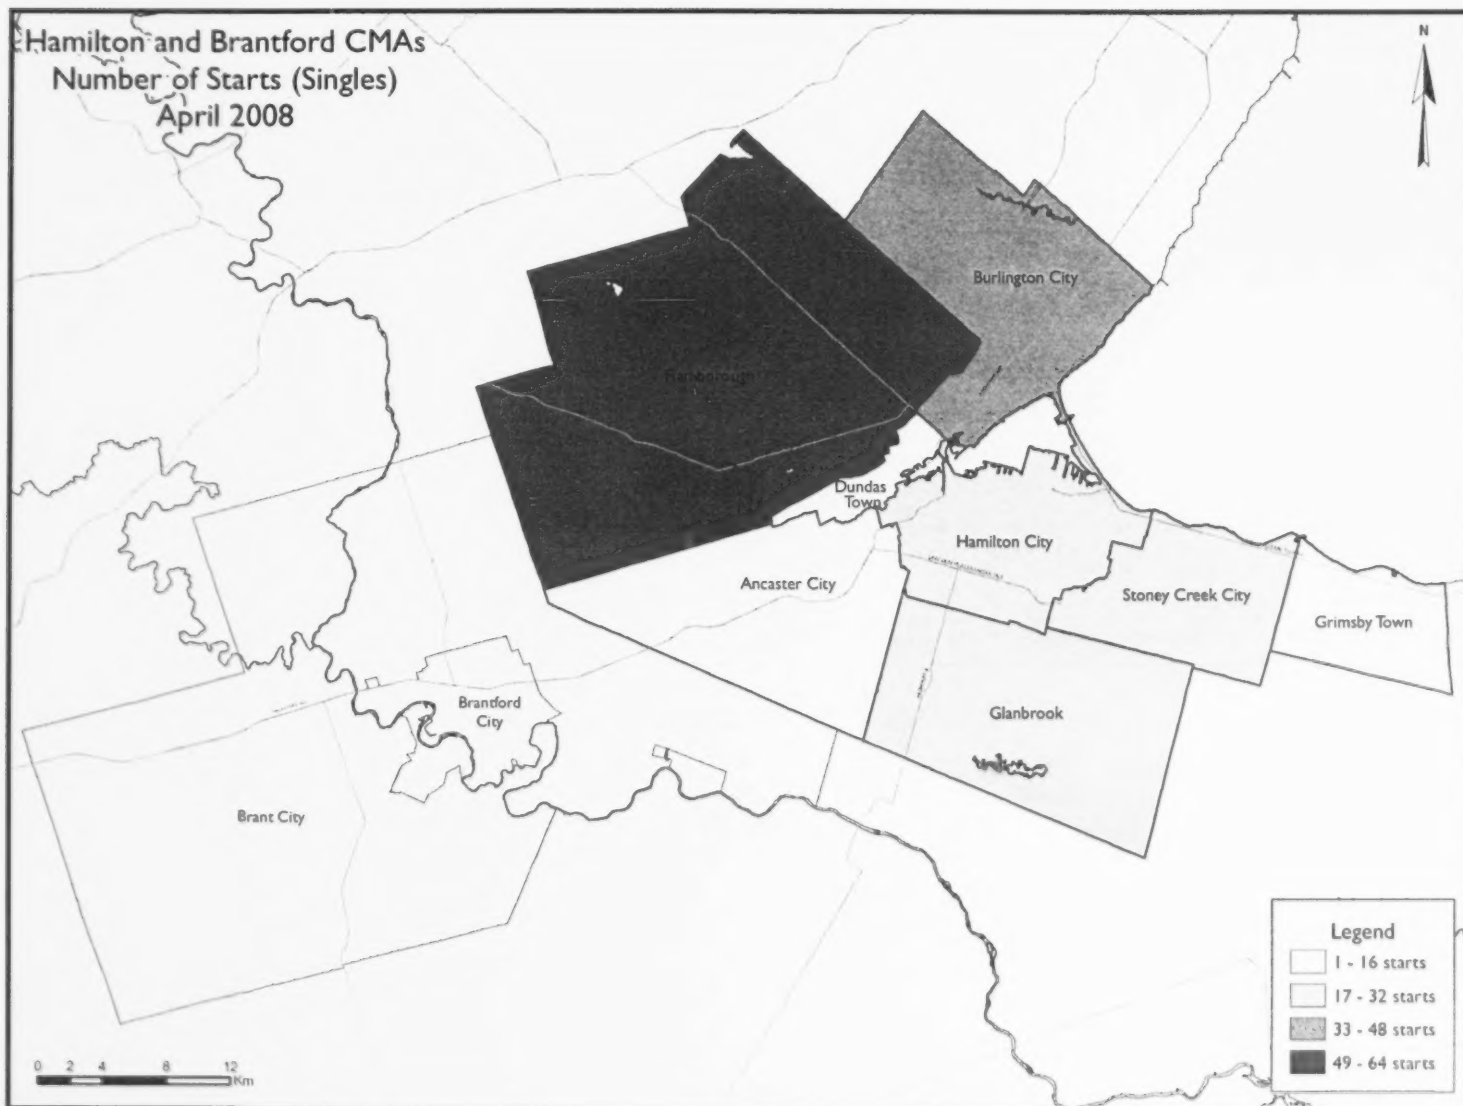 Hamilton and Brantford CMAs
Number of Starts (Singles)
April 2008
N
Burlington City
Flamborough
Dundas
Town
Hamilton City
Ancaster City
Stoney Creek City
Grimsby Town
Brantford
City
Glanbrook
Brant City
Legend
1 - 16 starts
17 - 32 starts
33 - 48 starts
49 - 64 starts
0 2 4 8 12
Km